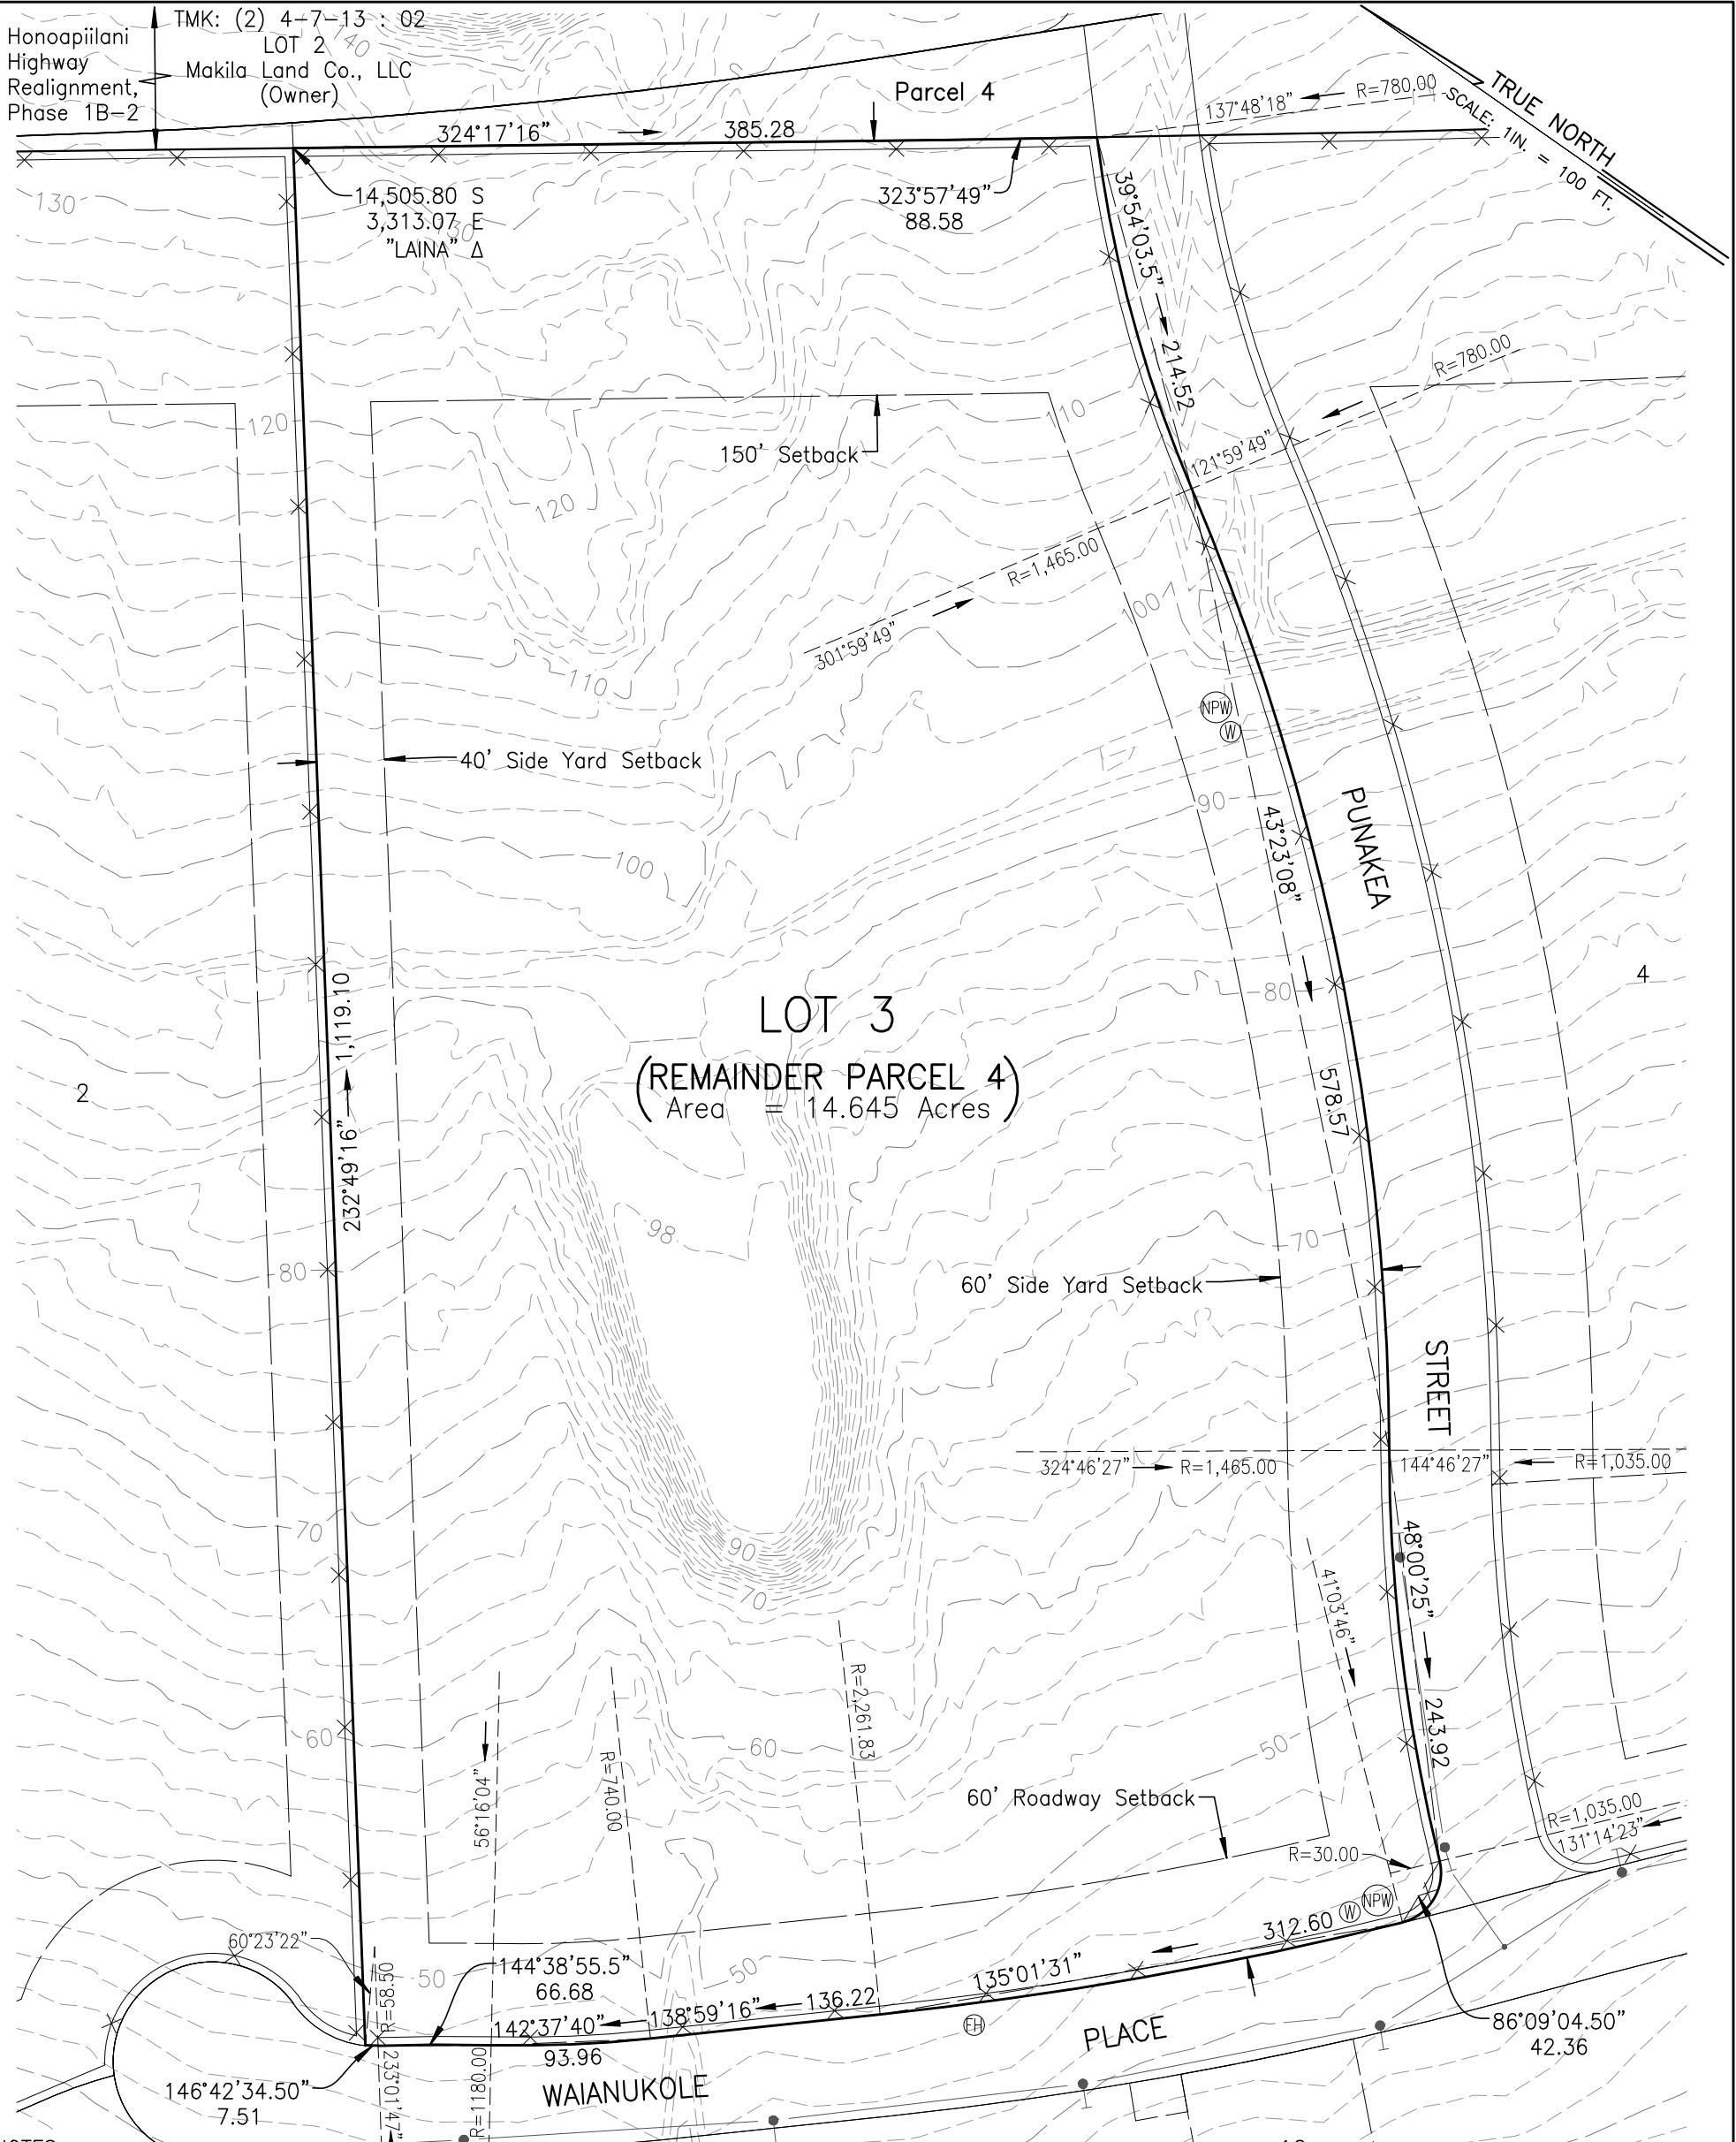 TMK: (2) 4-7-13 : 02
LOT 2
Makila Land Co., LLC
(Owner)
Honoapiilani
Highway
Realignment,
Phase 1B-2
40
Parcel 4
137°48'18"
R=780.00
TRUE NORTH
SCALE: 1IN. = 100 FT.
324°17'16"
385.28
14,505.80 S
3,313.07 E
"LAINA" Δ
130
130
323°57'49"
88.58
39°54'03.5"
214.52
R=780.00
120
110
150' Setback
121°59'49"
120
R=1,465.00
301°59'49"
100
110
NPW
W
40' Side Yard Setback
90
43°23'08"
PUNAKEA
100
80
4
LOT 3
(REMAINDER PARCEL 4)
Area = 14.645 Acres
2
232°49'16"
1,119.10
578.57
98
70
80
60' Side Yard Setback
STREET
324°46'27"
R=1,465.00
144°46'27"
R=1,035.00
70
90
70
48°00'25"
243.92
41°03'46"
R=2,261.83
60
60
50
56°16'04"
R=740.00
60' Roadway Setback
R=30.00
R=1,035.00
131°14'23"
312.60
W
NPW
60°23'22"
50
50
R=58.50
144°38'55.5"
66.68
135°01'31"
138°59'16"
136.22
142°37'40"
93.96
EH
86°09'04.50"
42.36
146°42'34.50"
7.51
233°01'47"
R=1180.00
WAIANUKOLE
PLACE